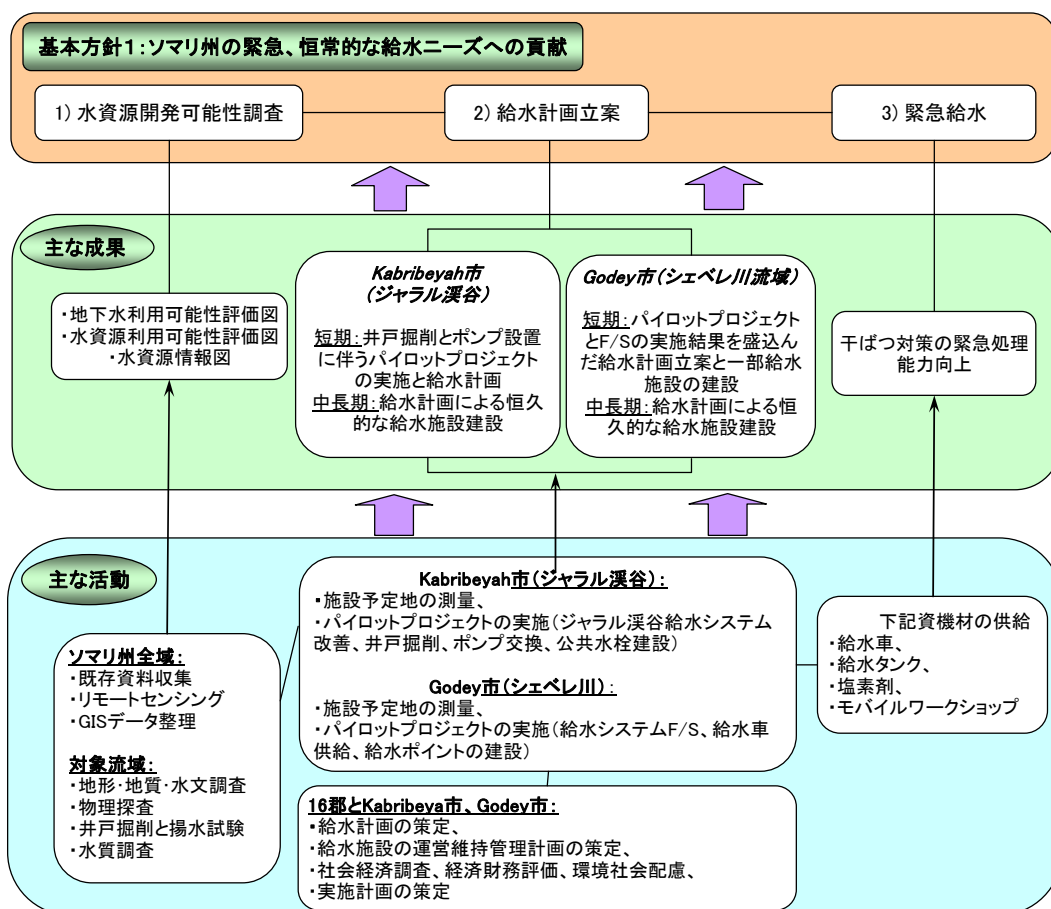 基本方針1:ソマリ州の緊急、恒常的な給水ニーズへの貢献
1) 水資源開発可能性調査
2) 給水計画立案
3) 緊急給水
主な成果
・地下水利用可能性評価図
・水資源利用可能性評価図
・水資源情報図
Kabribeyah市
(ジャラル渓谷)
短期:井戸掘削とポンプ設置
に伴うパイロットプロジェクト
の実施と給水計画
中長期:給水計画による恒久
的な給水施設建設
Godey市(シェベレ川流域)
短期:パイロットプロジェクト
とF/Sの実施結果を盛込ん
だ給水計画立案と一部給水
施設の建設
中長期:給水計画による恒
久的な給水施設建設
干ばつ対策の緊急処理
能力向上
主な活動
ソマリ州全域:
・既存資料収集
・リモートセンシング
・GISデータ整理
対象流域:
・地形・地質・水文調査
・物理探査
・井戸掘削と揚水試験
・水質調査
Kabribeyah市(ジャラル渓谷):
・施設予定地の測量、
・パイロットプロジェクトの実施(ジャラル渓谷給水システム
改善、井戸掘削、ポンプ交換、公共水栓建設)
Godey市(シェベレ川):
・施設予定地の測量、
・パイロットプロジェクトの実施(給水システムF/S、給水車
供給、給水ポイントの建設)
16郡とKabribeya市、Godey市:
・給水計画の策定、
・給水施設の運営維持管理計画の策定、
・社会経済調査、経済財務評価、環境社会配慮、
・実施計画の策定
下記資機材の供給
・給水車、
・給水タンク、
・塩素剤、
・モバイルワークショップ